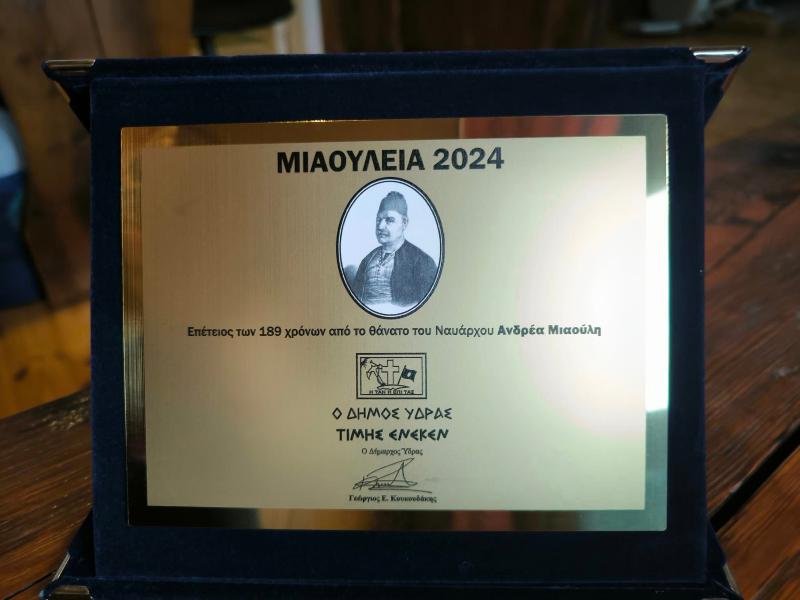 ΜΙΑΟΥΛΕΙΑ 2024
Επέτειος των 189 χρόνων από το θάνατο του Ναυάρχου Ανδρέα Μιαούλη
Η ΤΑΝ Η ΕΠΙ ΤΑΣ
Ο ΔΗΜΟΣ ΥΔΡΑΣ
ΤΙΜΗΣ ΕΝΕΚΕΝ
Ο Δήμαρχος Ύδρας
Γεώργιος Ε. Κουκουδάκης